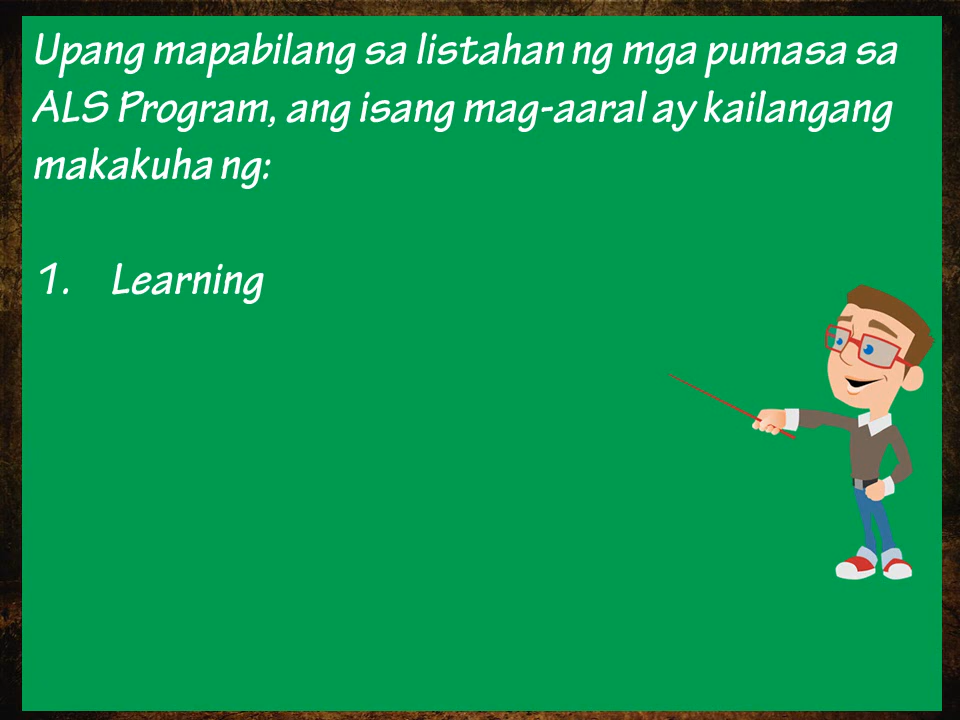 Upang mapabilang sa listahan ng mga pumasa sa
ALS Program, ang isang mag-aaral ay kailangang
makakuha ng:
1. Learning